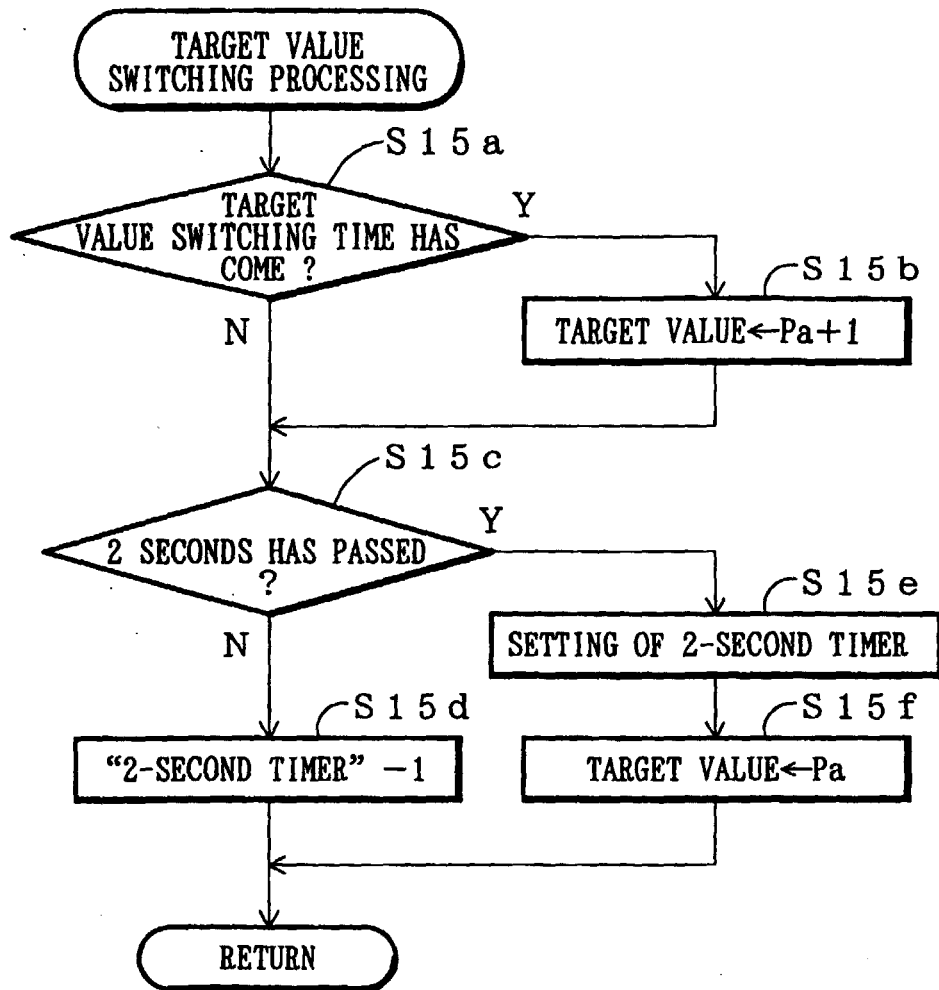 TARGET VALUE
SWITCHING PROCESSING
S15a
TARGET
VALUE SWITCHING TIME HAS
COME ?
Y
N
S15b
TARGET VALUE←Pa+1
S15c
2 SECONDS HAS PASSED
?
Y
N
S15e
SETTING OF 2-SECOND TIMER
S15d
“2-SECOND TIMER” −1
S15f
TARGET VALUE←Pa
RETURN